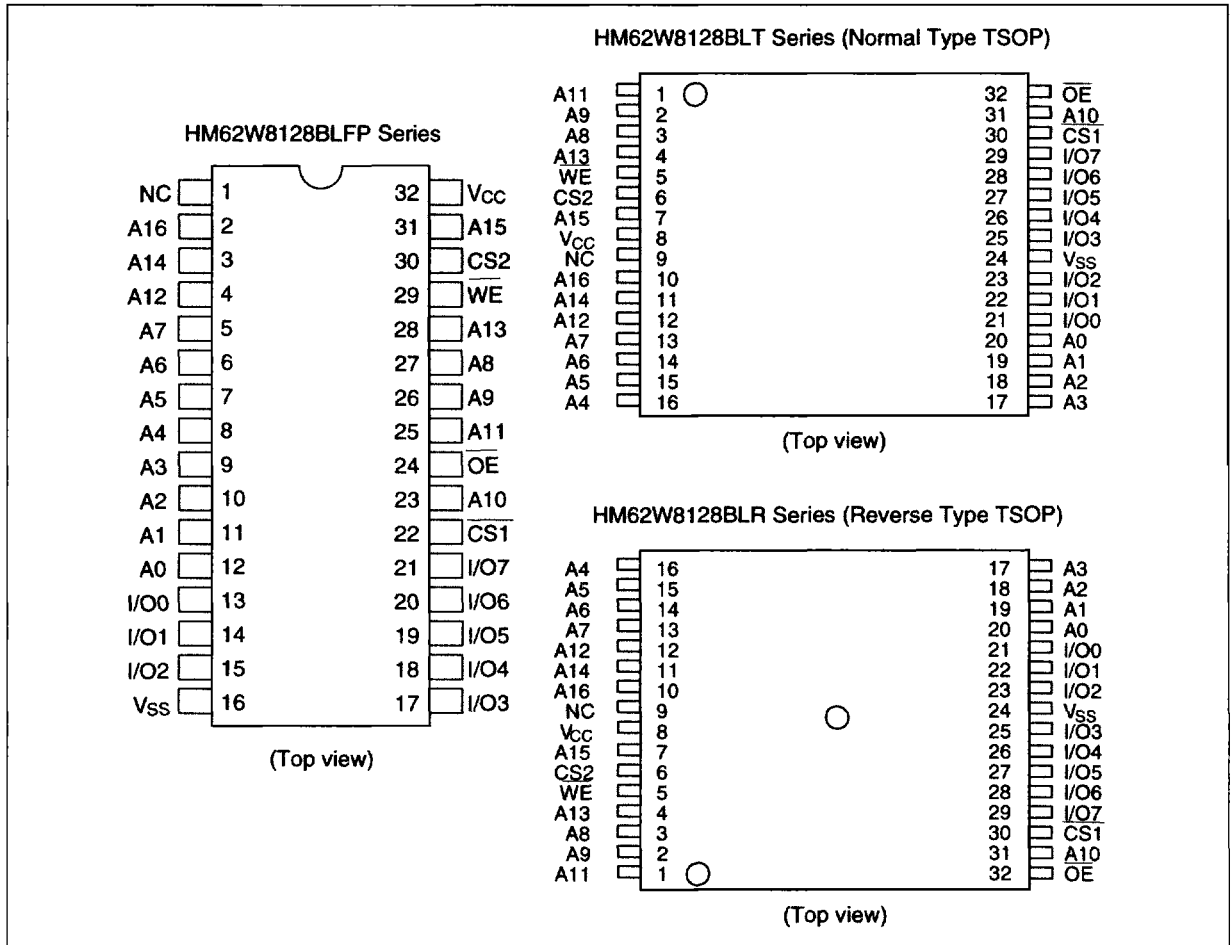 HM62W8128BLFP Series
NC 1 32 VCC
A16 2 31 A15
A14 3 30 CS2
A12 4 29 W̅E̅
A7 5 28 A13
A6 6 27 A8
A5 7 26 A9
A4 8 25 A11
A3 9 24 O̅E̅
A2 10 23 A10
A1 11 22 C̅S̅1̅
A0 12 21 I/O7
I/O0 13 20 I/O6
I/O1 14 19 I/O5
I/O2 15 18 I/O4
VSS 16 17 I/O3
(Top view)
HM62W8128BLT Series (Normal Type TSOP)
A11 1 32 O̅E̅
A9 2 31 A10
A8 3 30 C̅S̅1̅
A13 4 29 I/O7
W̅E̅ 5 28 I/O6
CS2 6 27 I/O5
A15 7 26 I/O4
VCC 8 25 I/O3
NC 9 24 VSS
A16 10 23 I/O2
A14 11 22 I/O1
A12 12 21 I/O0
A7 13 20 A0
A6 14 19 A1
A5 15 18 A2
A4 16 17 A3
(Top view)
HM62W8128BLR Series (Reverse Type TSOP)
A4 16 17 A3
A5 15 18 A2
A6 14 19 A1
A7 13 20 A0
A12 12 21 I/O0
A14 11 22 I/O1
A16 10 23 I/O2
NC 9 24 VSS
VCC 8 25 I/O3
A15 7 26 I/O4
CS2 6 27 I/O5
W̅E̅ 5 28 I/O6
A13 4 29 I/O7
A8 3 30 C̅S̅1̅
A9 2 31 A10
A11 1 32 O̅E̅
(Top view)